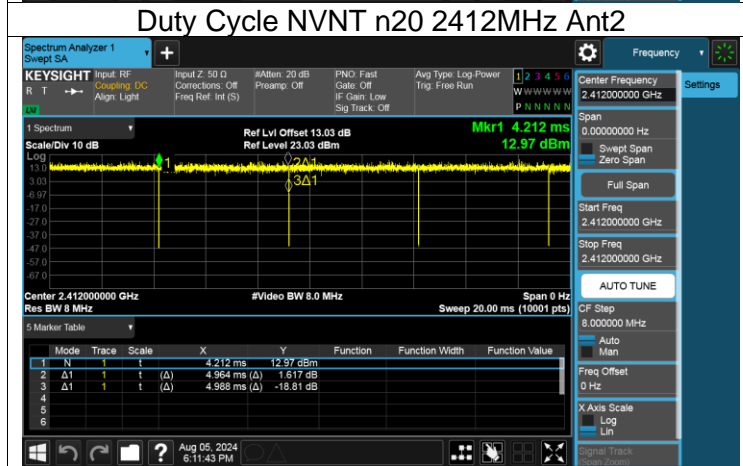 Duty Cycle NVNT n20 2412MHz Ant2
Spectrum Analyzer 1
Swept SA
Frequency
KEYSIGHT
R T
Input: RF
Coupling: DC
Align: Light
Input Z: 50 Ω
Corrections: Off
Freq Ref: Int (S)
#Atten: 20 dB
Preamp: Off
PNO: Fast
Gate: Off
IF Gain: Low
Sig Track: Off
Avg Type: Log-Power
Trig: Free Run
1 2 3 4 5 6
W W W W W W
P N N N N N
1 Spectrum
Scale/Div 10 dB
Ref Lvl Offset 13.03 dB
Ref Level 23.03 dBm
Mkr1 4.212 ms
12.97 dBm
Log
13.0
3.03
-6.97
-17.0
-27.0
-37.0
-47.0
-57.0
-67.0
1
2Δ1
3Δ1
Center 2.412000000 GHz
Res BW 8 MHz
#Video BW 8.0 MHz
Span 0 Hz
Sweep 20.00 ms (10001 pts)
5 Marker Table
Mode Trace Scale X Y Function Function Width Function Value
1 N 1 t 4.212 ms 12.97 dBm
2 Δ1 1 t (Δ) 4.964 ms (Δ) 1.617 dB
3 Δ1 1 t (Δ) 4.988 ms (Δ) -18.81 dB
4
5
6
Aug 05, 2024
6:11:43 PM
Center Frequency
2.412000000 GHz
Settings
Span
0.00000000 Hz
Swept Span
Zero Span
Full Span
Start Freq
2.412000000 GHz
Stop Freq
2.412000000 GHz
AUTO TUNE
CF Step
8.000000 MHz
Auto
Man
Freq Offset
0 Hz
X Axis Scale
Log
Lin
Signal Track
(Span Zoom)